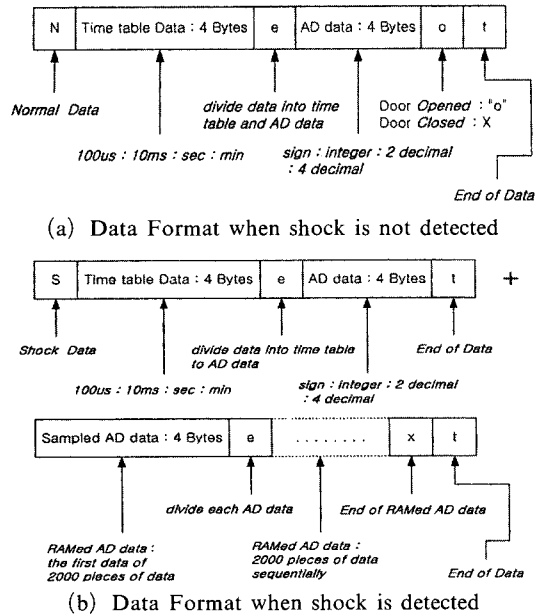 N Time table Data : 4 Bytes e AD data : 4 Bytes o t
Normal Data
divide data into time
table and AD data
Door Opened : "o"
Door Closed : X
100us : 10ms : sec : min
sign : integer : 2 decimal
: 4 decimal
End of Data
(a) Data Format when shock is not detected
S Time table Data : 4 Bytes e AD data : 4 Bytes t +
Shock Data
divide data into time table
to AD data
End of Data
100us : 10ms : sec : min
sign : integer : 2 decimal
: 4 decimal
Sampled AD data : 4 Bytes e ........ x t
divide each AD data
End of RAMed AD data
RAMed AD data :
the first data of
2000 pieces of data
RAMed AD data :
2000 pieces of data
sequentially
End of Data
(b) Data Format when shock is detected